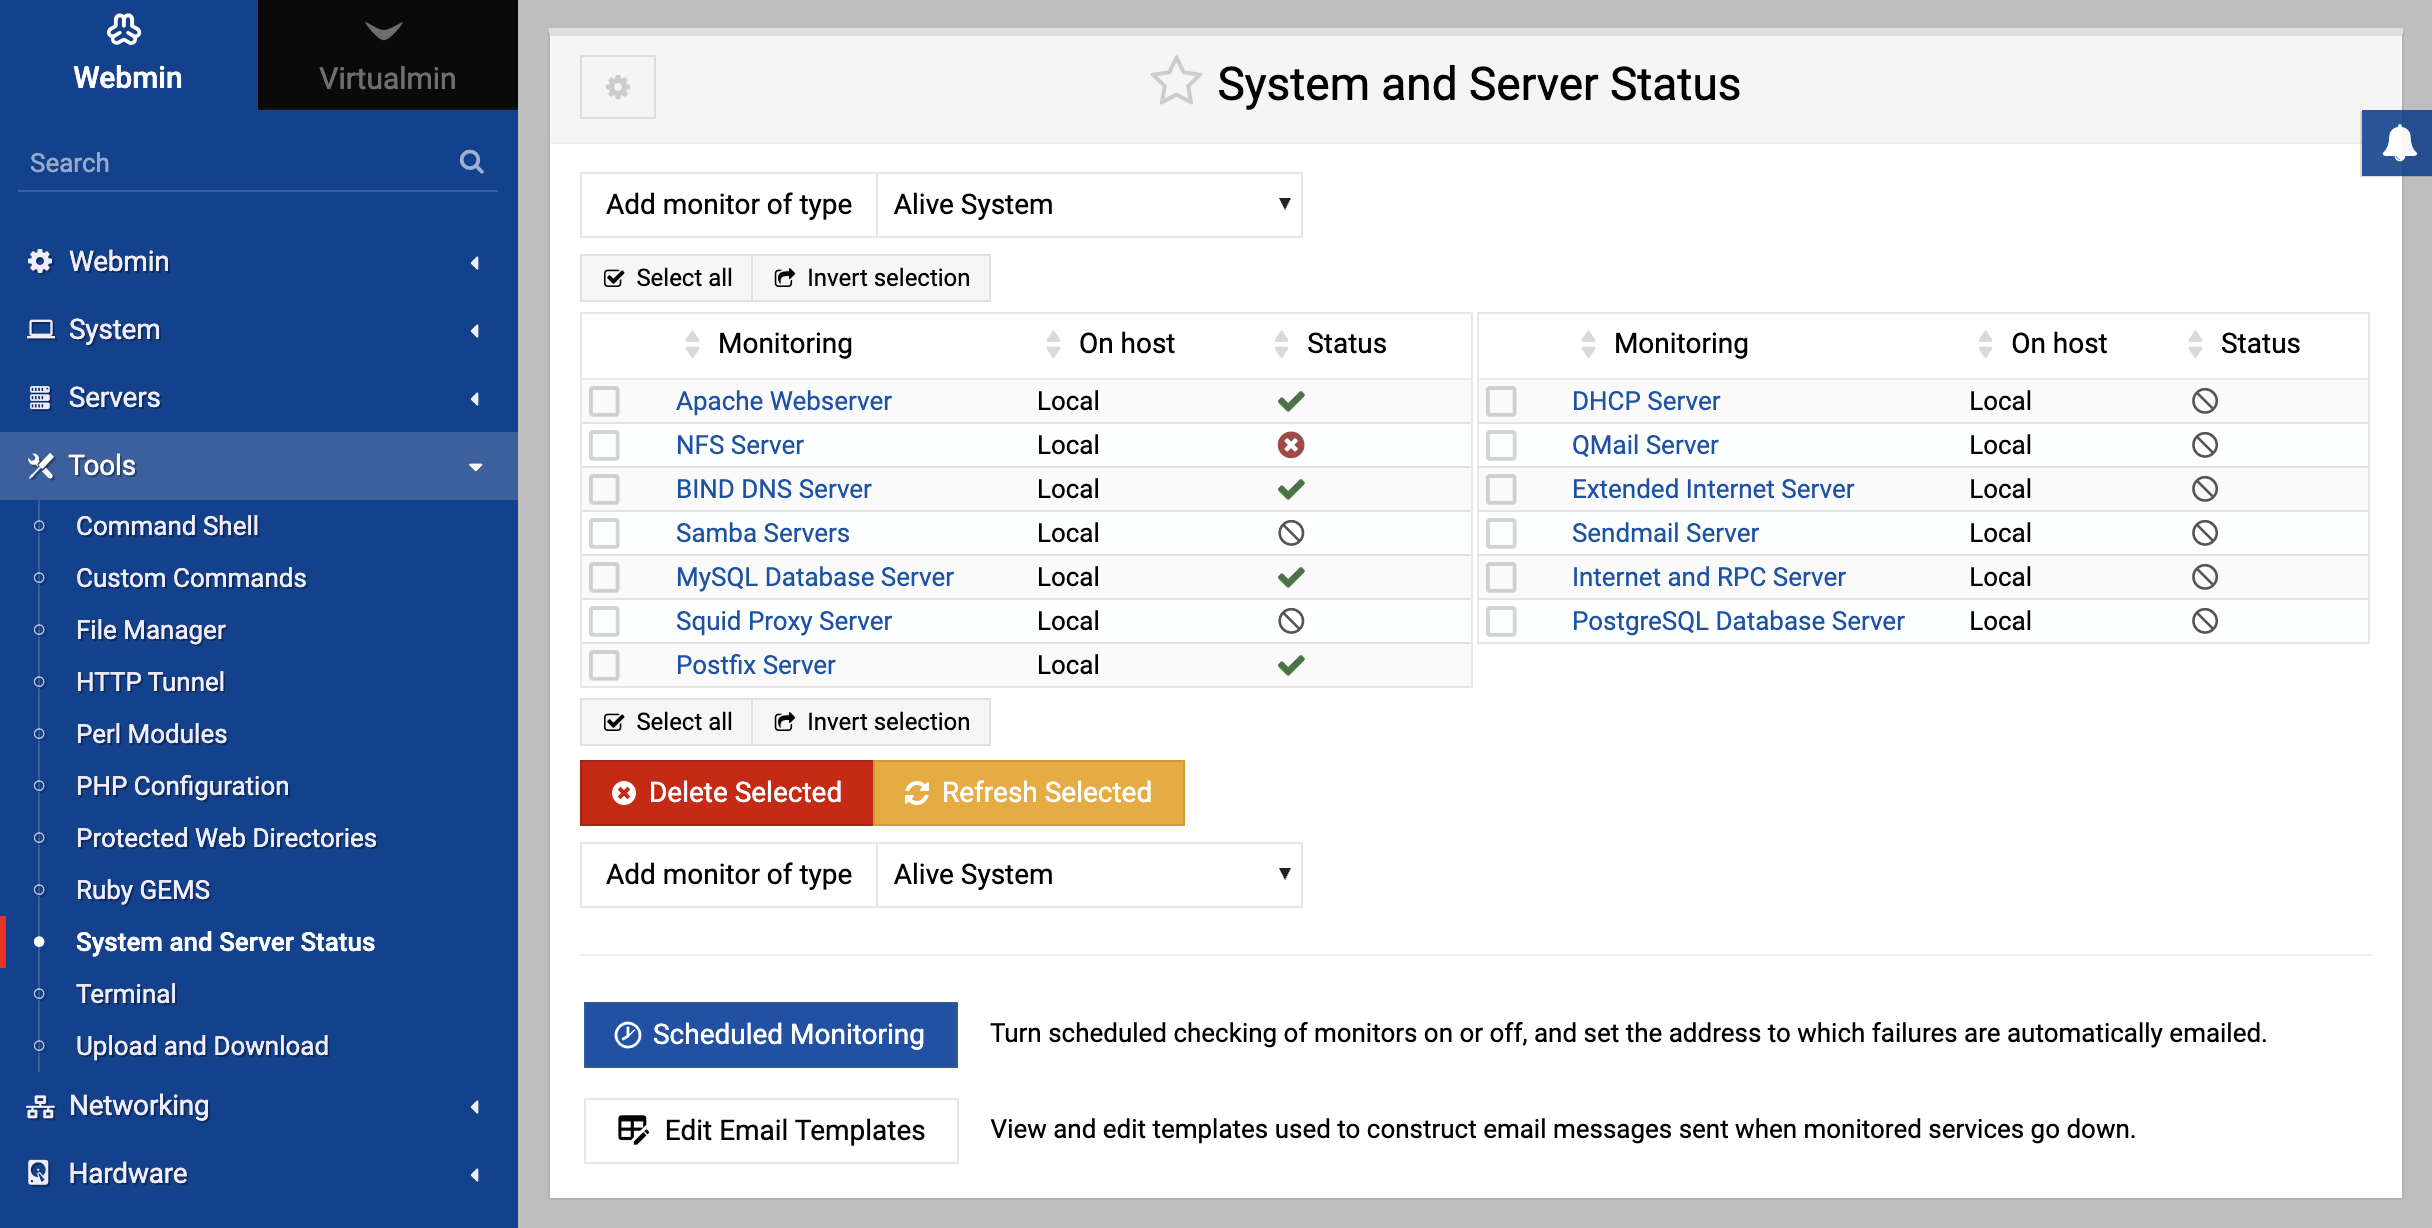 Webmin
Virtualmin
Search
Webmin
System
Servers
Tools
Command Shell
Custom Commands
File Manager
HTTP Tunnel
Perl Modules
PHP Configuration
Protected Web Directories
Ruby GEMS
System and Server Status
Terminal
Upload and Download
Networking
Hardware
System and Server Status
Add monitor of type Alive System
Select all Invert selection
Monitoring On host Status
Apache Webserver Local
NFS Server Local
BIND DNS Server Local
Samba Servers Local
MySQL Database Server Local
Squid Proxy Server Local
Postfix Server Local
Monitoring On host Status
DHCP Server Local
QMail Server Local
Extended Internet Server Local
Sendmail Server Local
Internet and RPC Server Local
PostgreSQL Database Server Local
Select all Invert selection
Delete Selected Refresh Selected
Add monitor of type Alive System
Scheduled Monitoring Turn scheduled checking of monitors on or off, and set the address to which failures are automatically emailed.
Edit Email Templates View and edit templates used to construct email messages sent when monitored services go down.